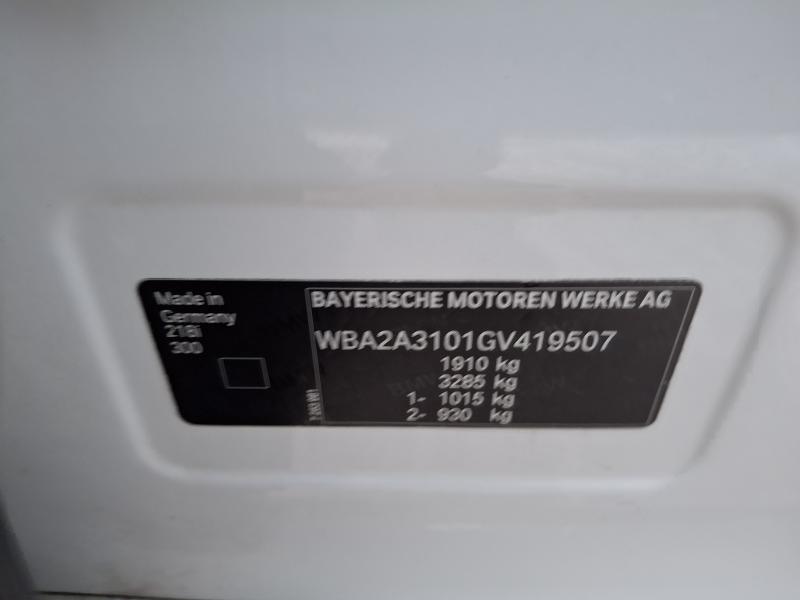 Made in
Germany
218i
300
BAYERISCHE MOTOREN WERKE AG
WBA2A3101GV419507
1910 kg
3285 kg
1- 1015 kg
2- 930 kg